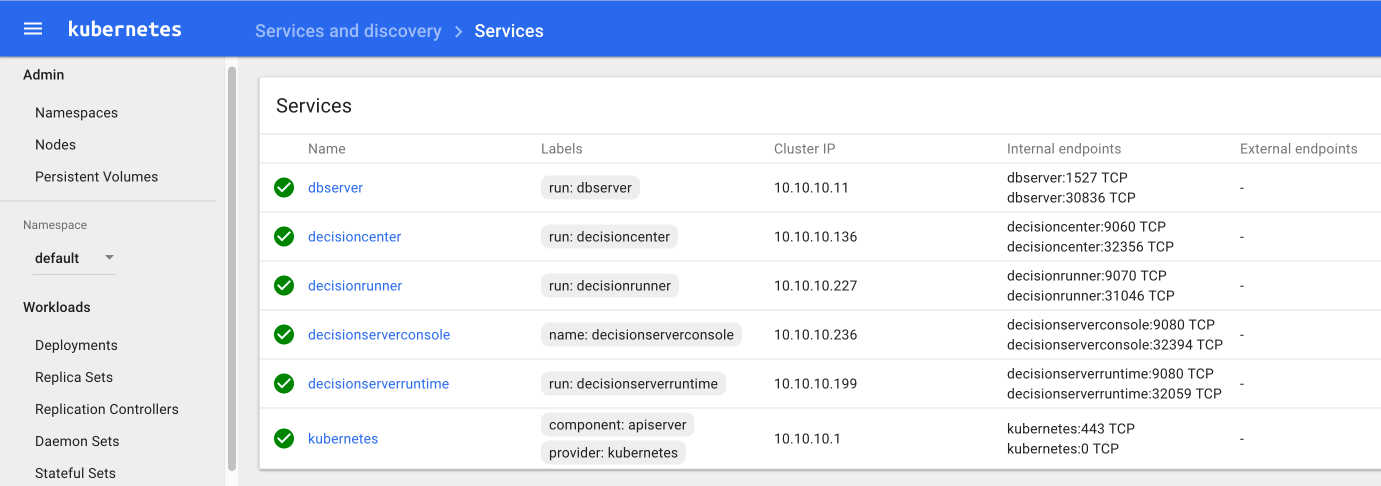 kubernetes
Services and discovery > Services
Admin
Namespaces
Nodes
Persistent Volumes
Namespace
default
Workloads
Deployments
Replica Sets
Replication Controllers
Daemon Sets
Stateful Sets
Services
Name Labels Cluster IP Internal endpoints External endpoints
dbserver run: dbserver 10.10.10.11 dbserver:1527 TCP -
dbserver:30836 TCP
decisioncenter run: decisioncenter 10.10.10.136 decisioncenter:9060 TCP -
decisioncenter:32356 TCP
decisionrunner run: decisionrunner 10.10.10.227 decisionrunner:9070 TCP -
decisionrunner:31046 TCP
decisionserverconsole name: decisionserverconsole 10.10.10.236 decisionserverconsole:9080 TCP -
decisionserverconsole:32394 TCP
decisionserverruntime run: decisionserverruntime 10.10.10.199 decisionserverruntime:9080 TCP -
decisionserverruntime:32059 TCP
kubernetes component: apiserver 10.10.10.1 kubernetes:443 TCP -
provider: kubernetes kubernetes:0 TCP